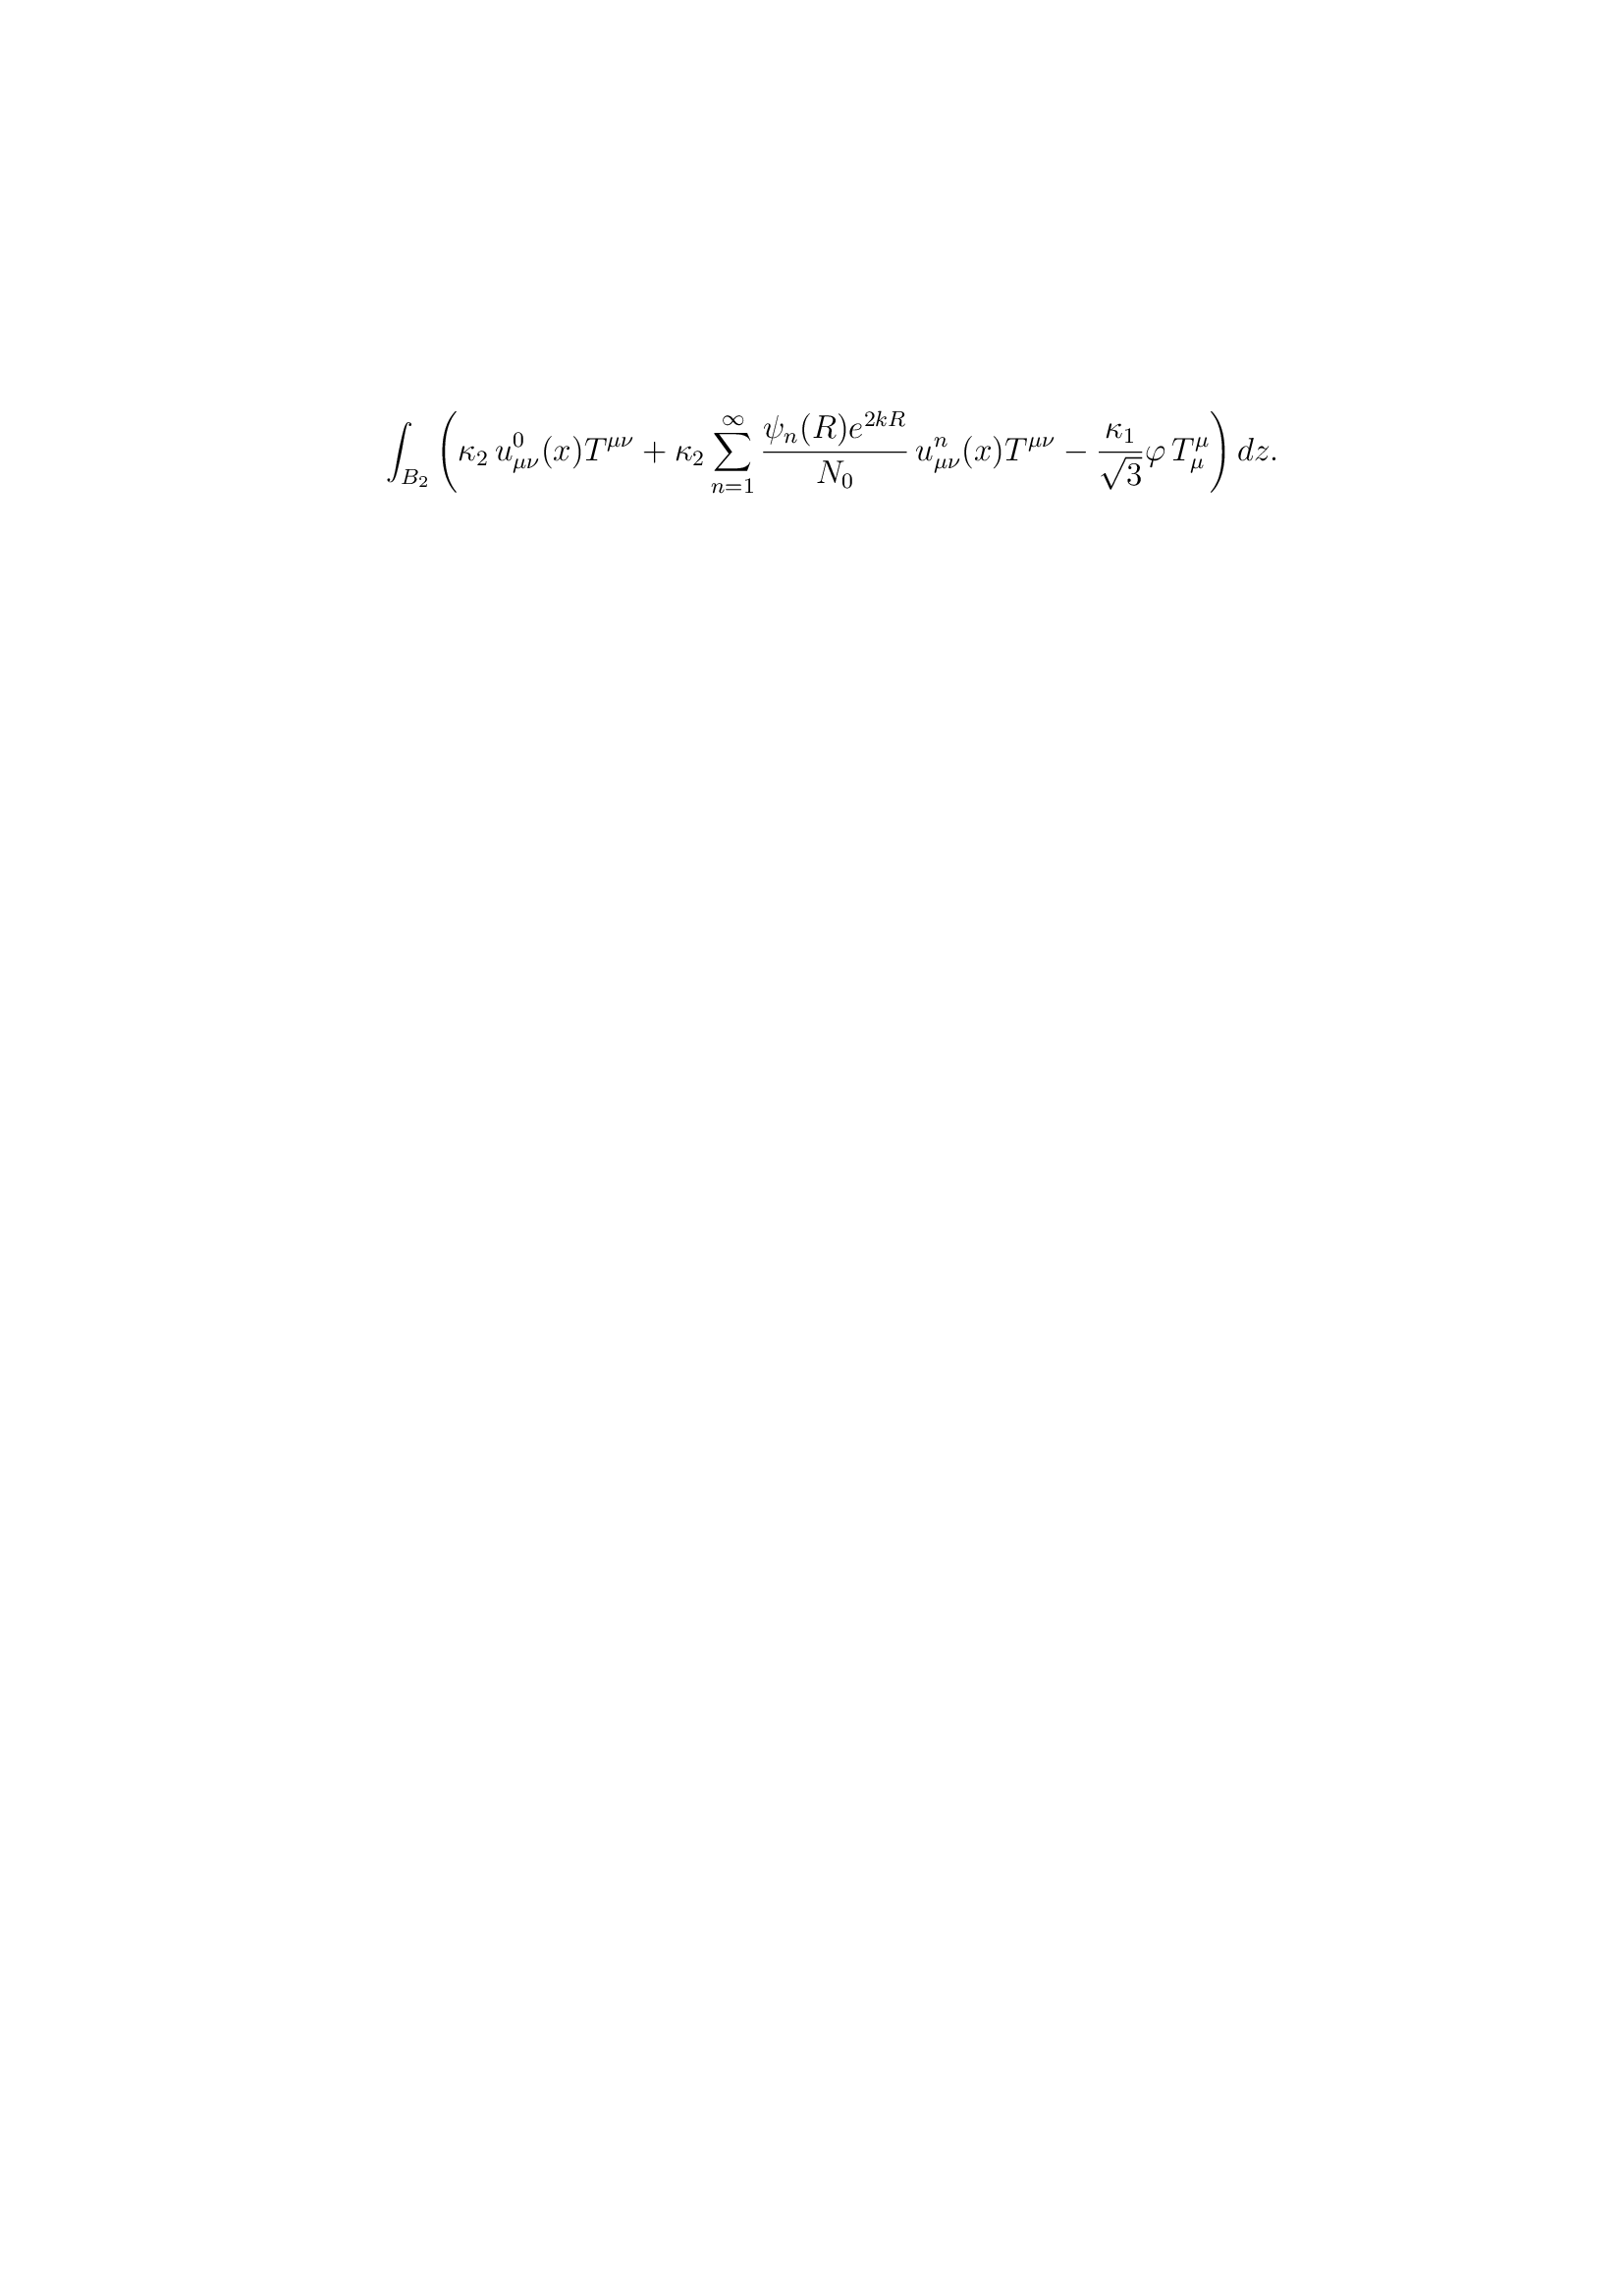 \int_{B_2} \left( \kappa_2 \, u^0_{\mu\nu}(x) T^{\mu\nu} + \kappa_2 \sum_{n=1}^{\infty} \frac{\psi_n(R) e^{2kR}}{N_0} \, u^n_{\mu\nu}(x) T^{\mu\nu} - \frac{\kappa_1}{\sqrt{3}} \varphi \, T^\mu_\mu \right) dz.